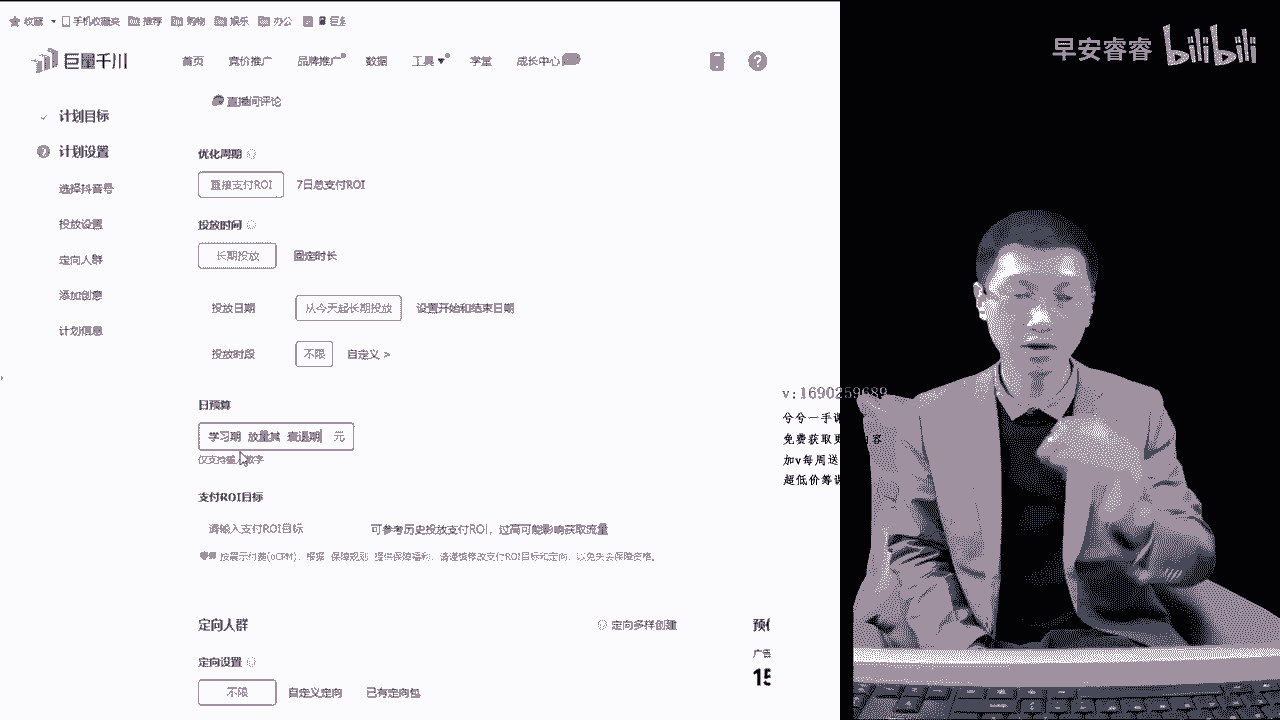 收藏 手机收藏夹 推荐 购物 娱乐 办公
巨量千川 首页 竞价推广 品牌推广 数据 工具 学堂 成长中心
早安睿睿 bilibili
直播间评论
计划目标
计划设置
选择抖音号
投放设置
定向人群
添加创意
计划信息
优化周期
直接支付ROI 7日总支付ROI
投放时间
长期投放 固定时长
投放日期 从今天起长期投放 设置开始和结束日期
投放时段 不限 自定义 >
日预算
学习期 放量其 衰退期 元
仅支持输入数字
支付ROI目标
请输入支付ROI目标 可参考历史投放支付ROI，过高可能影响获取流量
按展示付费(oCPM)，根据 保障规则 提供保障福利，请谨慎修改支付ROI目标和定向，以免失去保障资格。
定向人群 定向多样创建
定向设置
不限 自定义定向 已有定向包
广告
15
v:1690259689
兮兮一手
免费获取
加v每周送
超低价筹